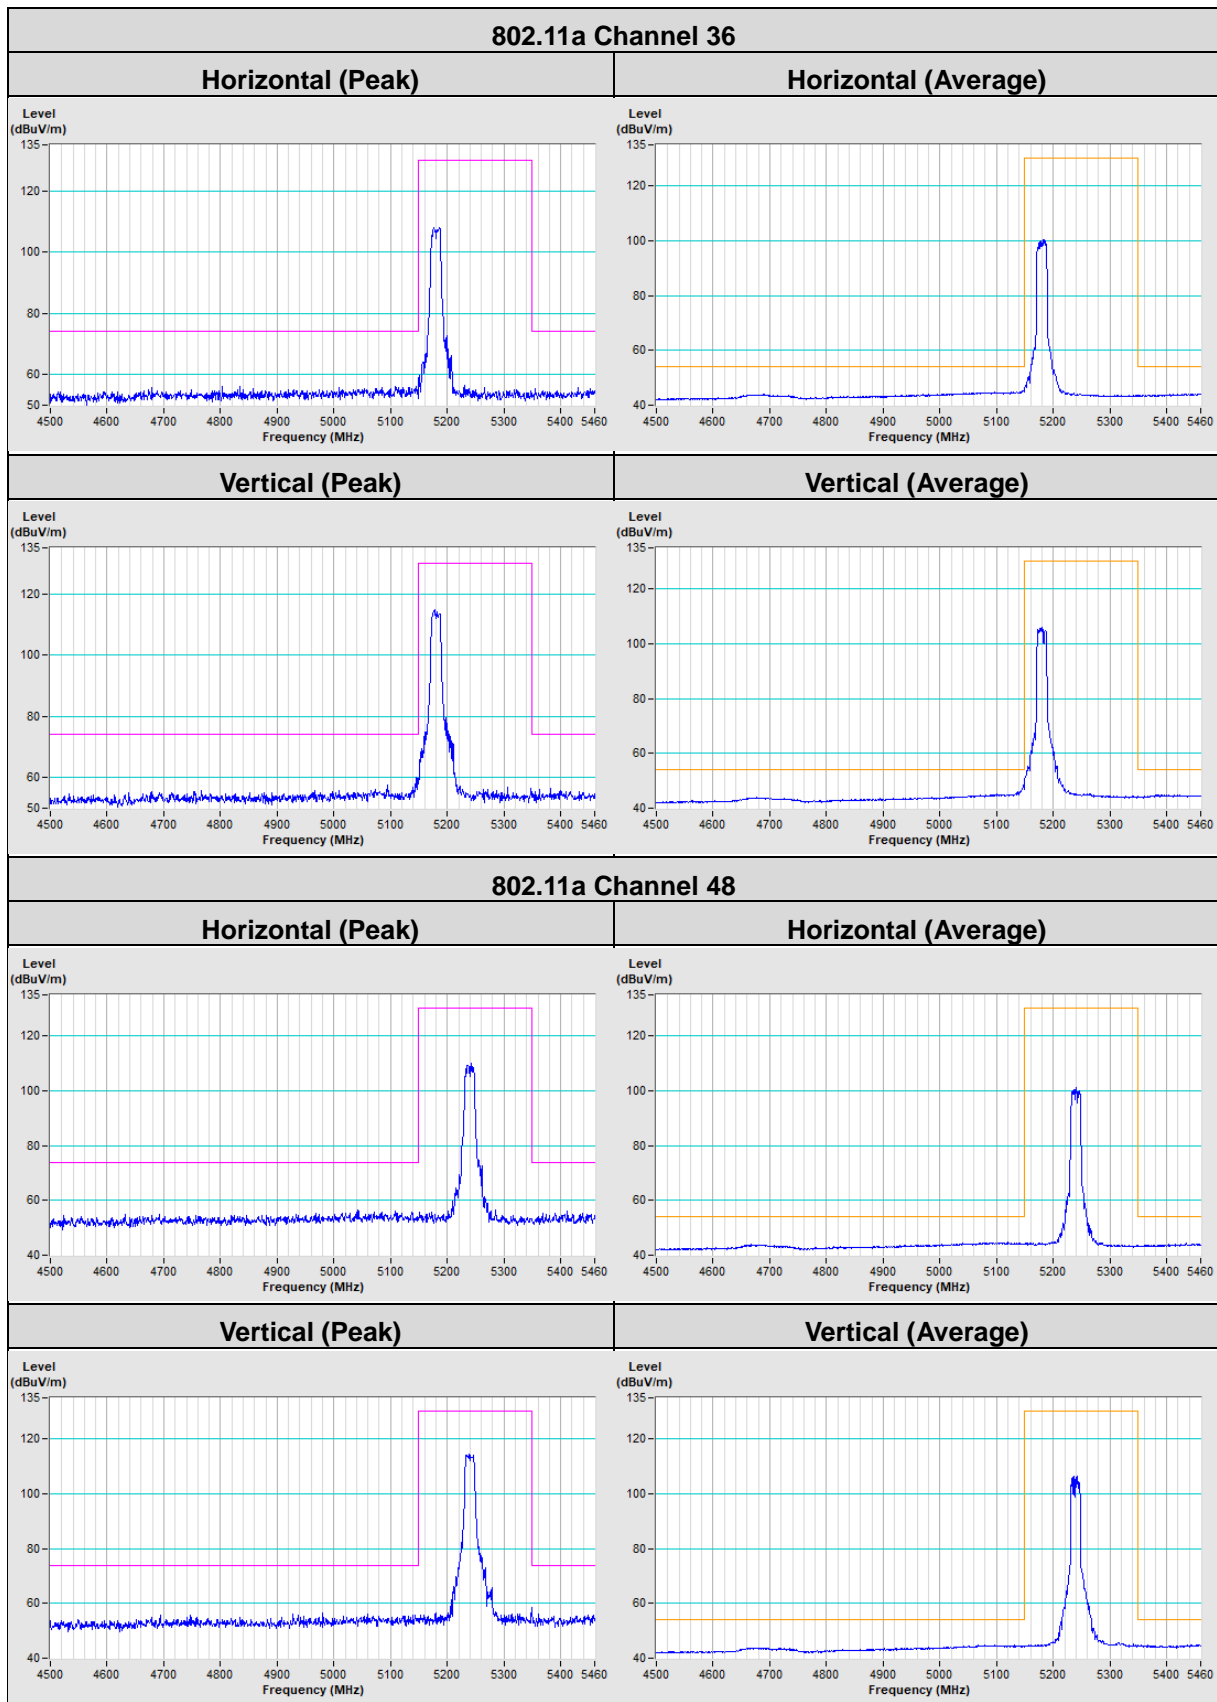 802.11a Channel 36
Horizontal (Peak) Horizontal (Average)
Level
(dBuV/m)
135
120
100
80
60
50
4500 4600 4700 4800 4900 5000 5100 5200 5300 5400 5460
Frequency (MHz)
Level
(dBuV/m)
135
120
100
80
60
40
4500 4600 4700 4800 4900 5000 5100 5200 5300 5400 5460
Frequency (MHz)
Vertical (Peak) Vertical (Average)
Level
(dBuV/m)
135
120
100
80
60
50
4500 4600 4700 4800 4900 5000 5100 5200 5300 5400 5460
Frequency (MHz)
Level
(dBuV/m)
135
120
100
80
60
40
4500 4600 4700 4800 4900 5000 5100 5200 5300 5400 5460
Frequency (MHz)
802.11a Channel 48
Horizontal (Peak) Horizontal (Average)
Level
(dBuV/m)
135
120
100
80
60
40
4500 4600 4700 4800 4900 5000 5100 5200 5300 5400 5460
Frequency (MHz)
Level
(dBuV/m)
135
120
100
80
60
40
4500 4600 4700 4800 4900 5000 5100 5200 5300 5400 5460
Frequency (MHz)
Vertical (Peak) Vertical (Average)
Level
(dBuV/m)
135
120
100
80
60
40
4500 4600 4700 4800 4900 5000 5100 5200 5300 5400 5460
Frequency (MHz)
Level
(dBuV/m)
135
120
100
80
60
40
4500 4600 4700 4800 4900 5000 5100 5200 5300 5400 5460
Frequency (MHz)